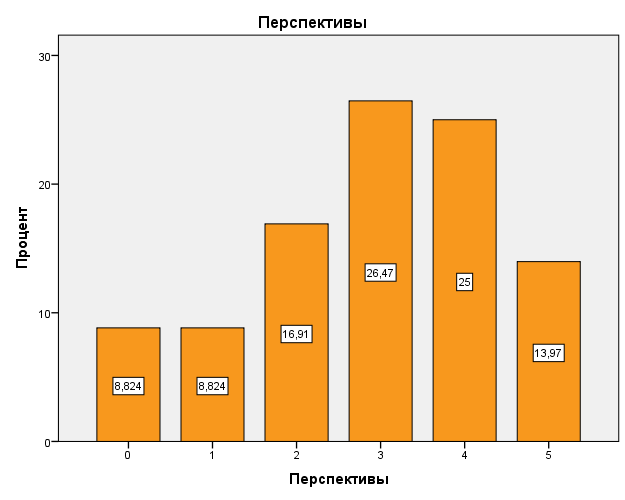 Перспективы
30
20
10
0
Процент
26,47
25
16,91
13,97
8,824
8,824
0 1 2 3 4 5
Перспективы